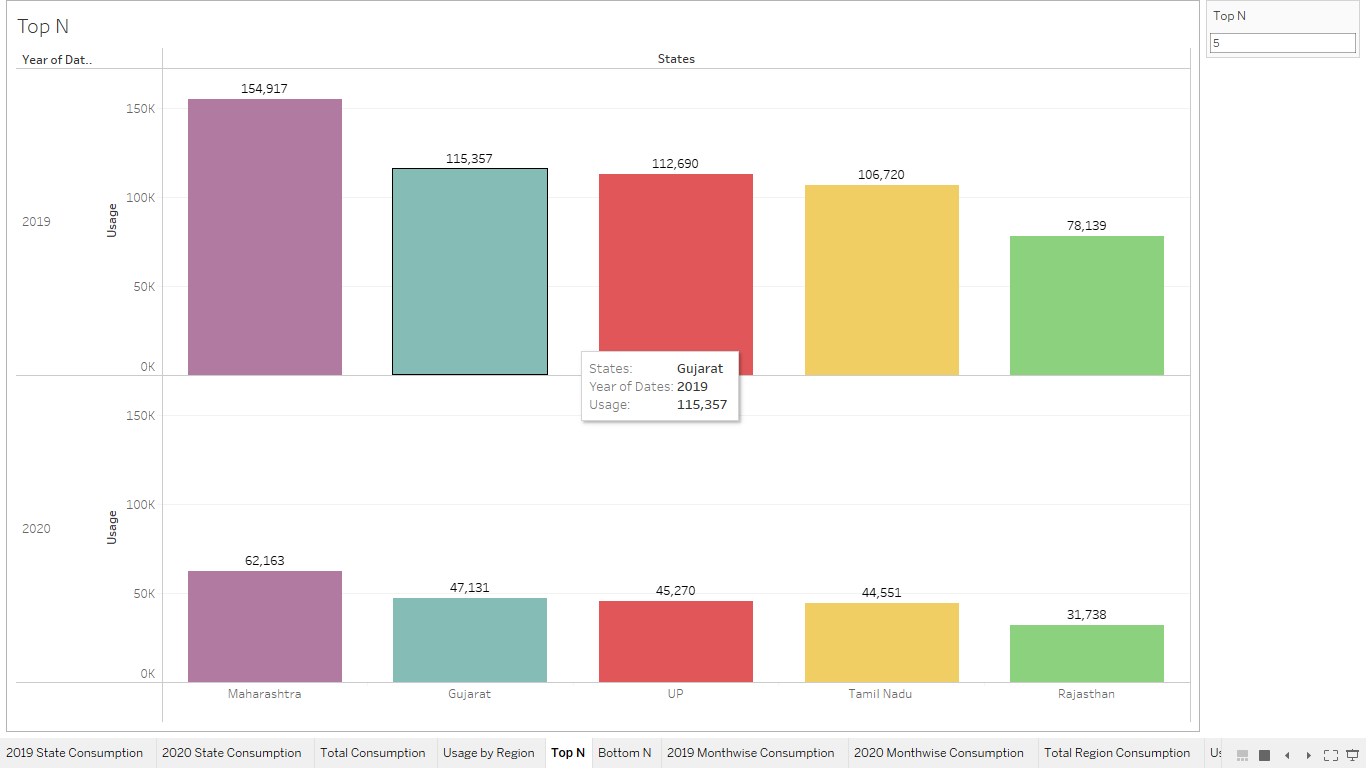 Top N
Top N
5
Year of Dat..
States
154,917
115,357
112,690
106,720
78,139
150K
100K
50K
0K
Usage
2019
States: Gujarat
Year of Dates: 2019
Usage: 115,357
150K
100K
50K
0K
Usage
2020
62,163
47,131
45,270
44,551
31,738
Maharashtra
Gujarat
UP
Tamil Nadu
Rajasthan
2019 State Consumption
2020 State Consumption
Total Consumption
Usage by Region
Top N
Bottom N
2019 Monthwise Consumption
2020 Monthwise Consumption
Total Region Consumption